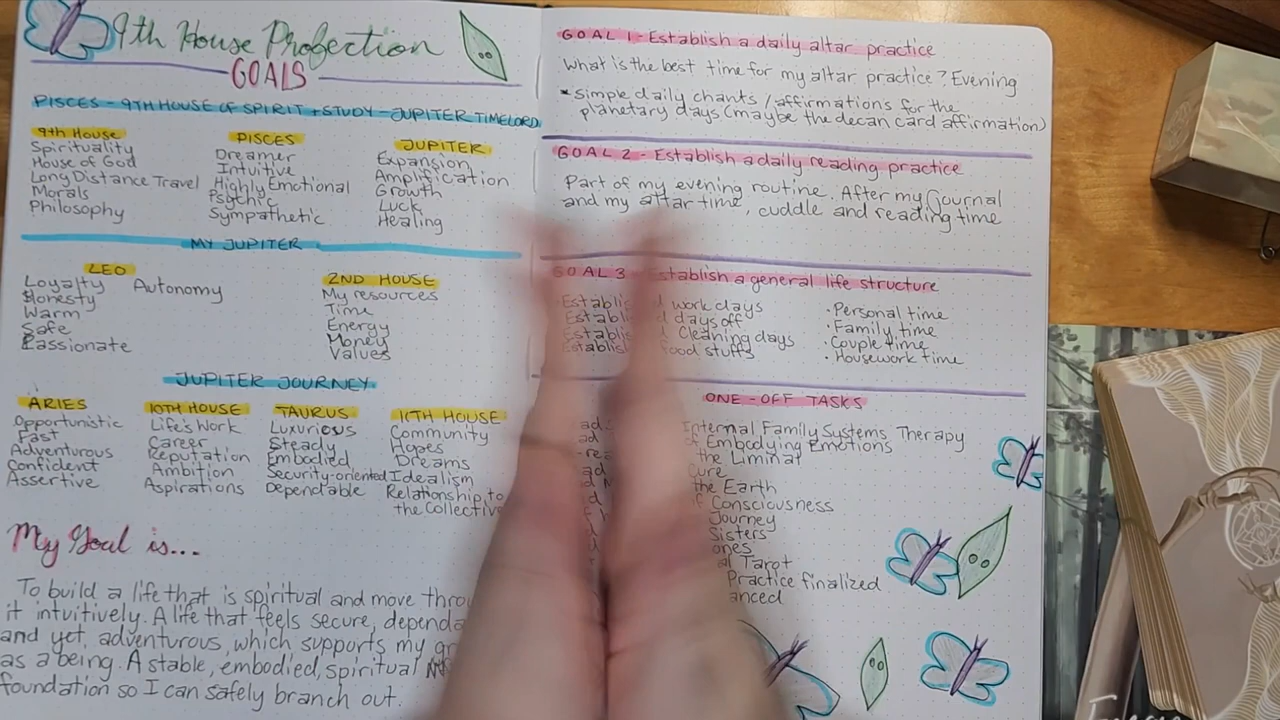 9th House Profection
GOALS
PISCES - 9TH HOUSE OF SPIRIT + STUDY - JUPITER TIMELORD
9th House
Spirituality
House of God
Long Distance Travel
Morals
Philosophy
PISCES
Dreamer
Intuitive
Highly Emotional
Psychic
Sympathetic
JUPITER
Expansion
Amplification
Growth
Luck
Healing
MY JUPITER
LEO
Loyalty Autonomy
Honesty
Warm
Safe
Passionate
2ND HOUSE
My resources
Time
Energy
Money
Values
JUPITER JOURNEY
ARIES
Opportunistic
Fast
Adventurous
Confident
Assertive
10TH HOUSE
Life's Work
Career
Reputation
Ambition
Aspirations
TAURUS
Luxurious
Steady
Embodied
Security-oriented
Dependable
11TH HOUSE
Community
Hopes
Dreams
Idealism
Relationship to
the Collective
My Goal is...
To build a life that is spiritual and move
it intuitively. A life that feels secure,
and yet, adventurous, which supports my
as a being. A stable, embodied, spiritual
foundation so I can safely branch out.
GOAL 1 - Establish a daily altar practice
What is the best time for my altar practice? Evening
* simple daily chants / affirmations for the
planetary days (maybe the decan card affirmation)
GOAL 2 - Establish a daily reading practice
Part of my evening routine. After my journal
and my altar time, cuddle and reading time
GOAL 3 Establish a general life structure
work days
days off
Cleaning days
food stuffs
· Personal time
· Family time
· Couple time
· Housework time
ONE-OFF TASKS
Internal Family Systems Therapy
of Embodying Emotions
the Liminal
Cure
the Earth
of Consciousness
Journey
Sisters
Tarot
Practice finalized